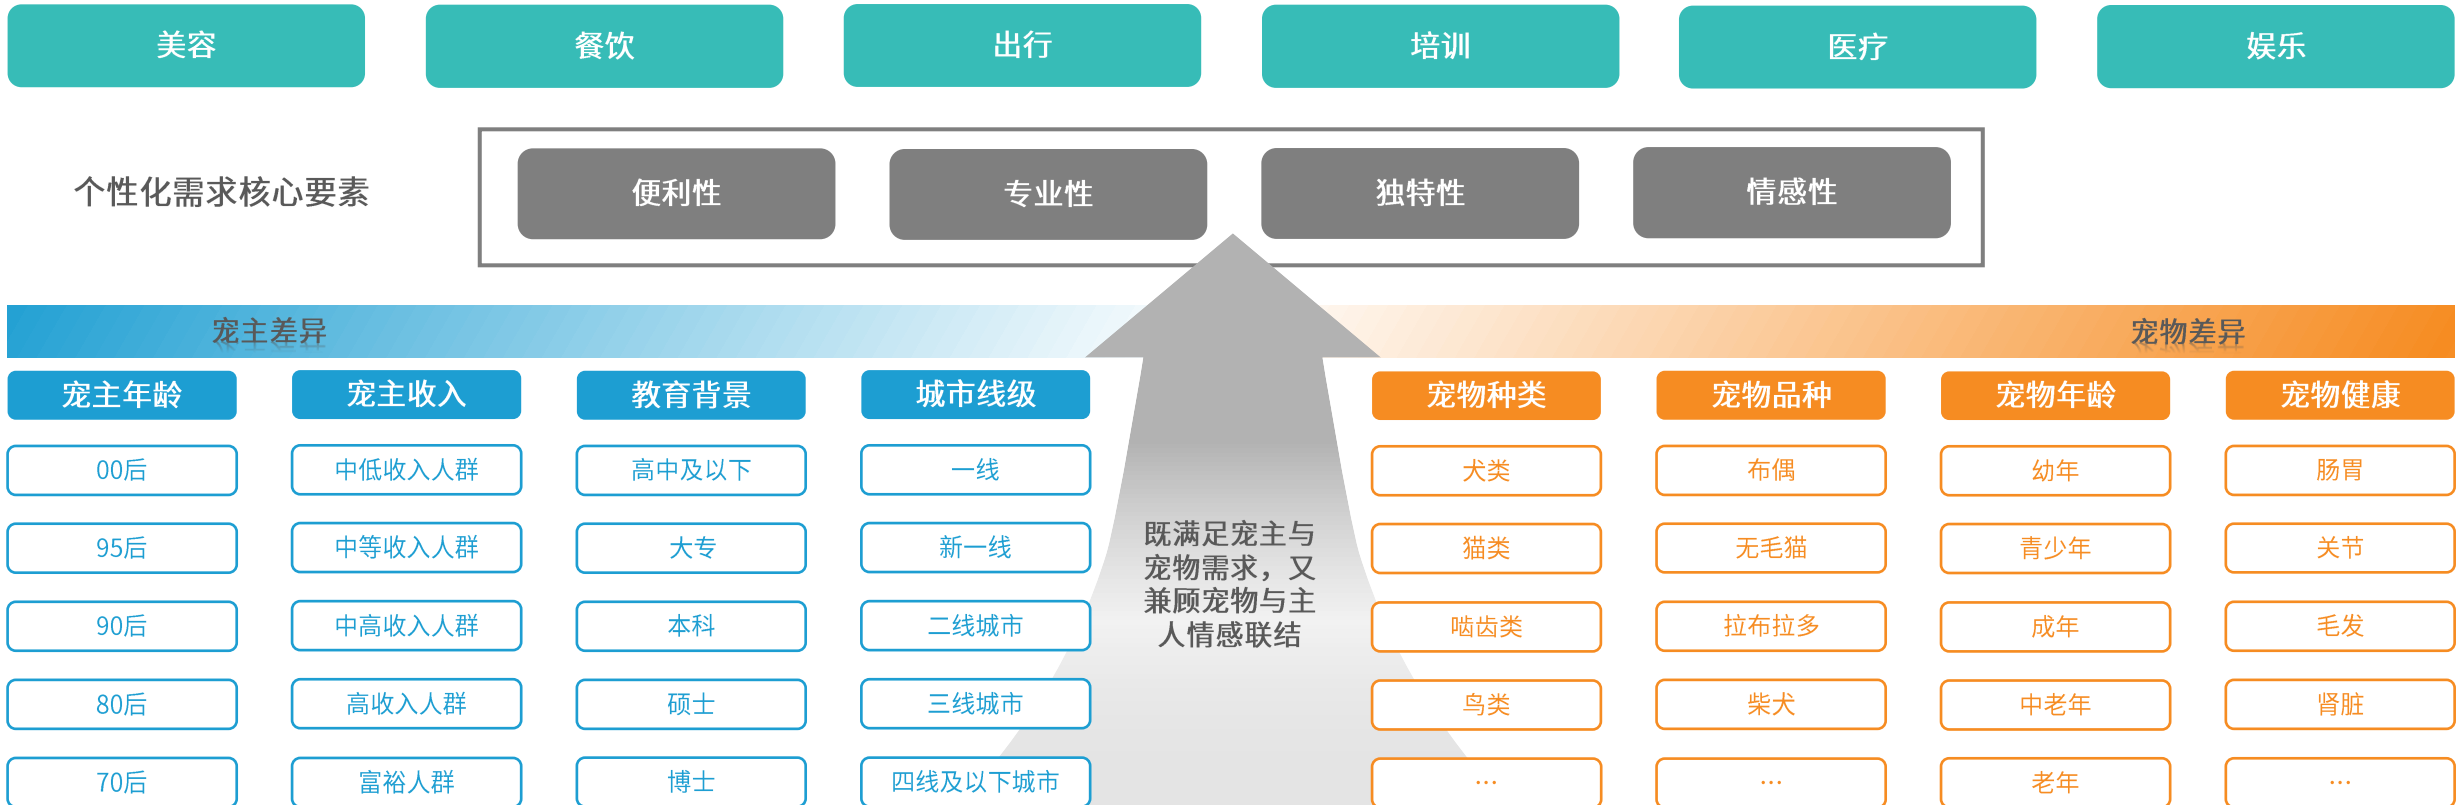 美容
餐饮
出行
培训
医疗
娱乐
个性化需求核心要素
便利性
专业性
独特性
情感性
宠主差异
宠物差异
宠主年龄
宠主收入
教育背景
城市线级
宠物种类
宠物品种
宠物年龄
宠物健康
00后
中低收入人群
高中及以下
一线
犬类
布偶
幼年
肠胃
95后
中等收入人群
大专
新一线
猫类
无毛猫
青少年
关节
90后
中高收入人群
本科
二线城市
啮齿类
拉布拉多
成年
毛发
80后
高收入人群
硕士
三线城市
鸟类
柴犬
中老年
肾脏
70后
富裕人群
博士
四线及以下城市
…
…
老年
…
既满足宠主与
宠物需求，又
兼顾宠物与主
人情感联结